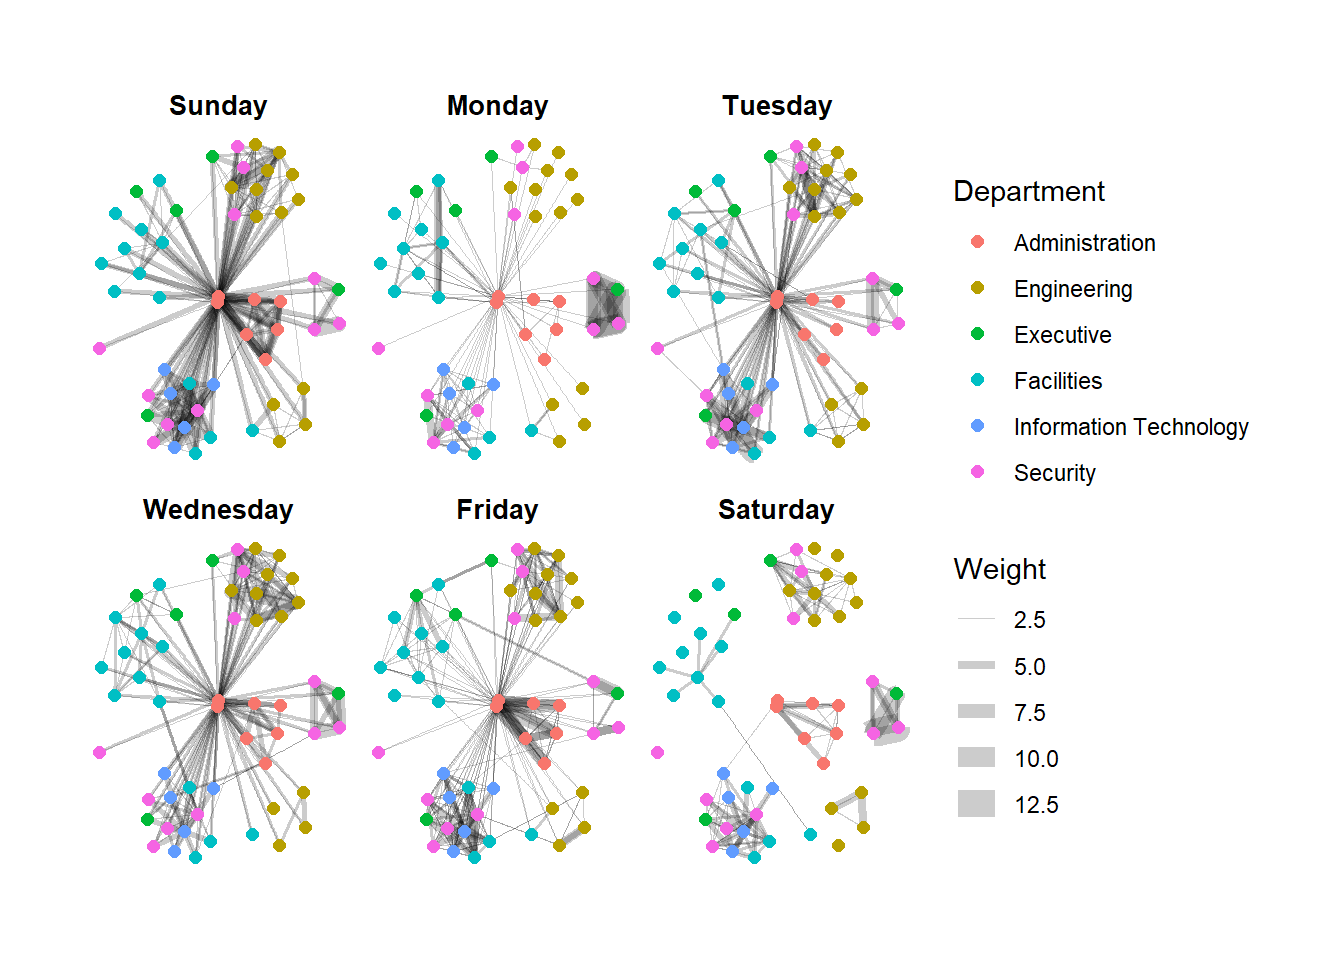 Sunday
Monday
Tuesday
Wednesday
Friday
Saturday
Department
Administration
Engineering
Executive
Facilities
Information Technology
Security
Weight
2.5
5.0
7.5
10.0
12.5